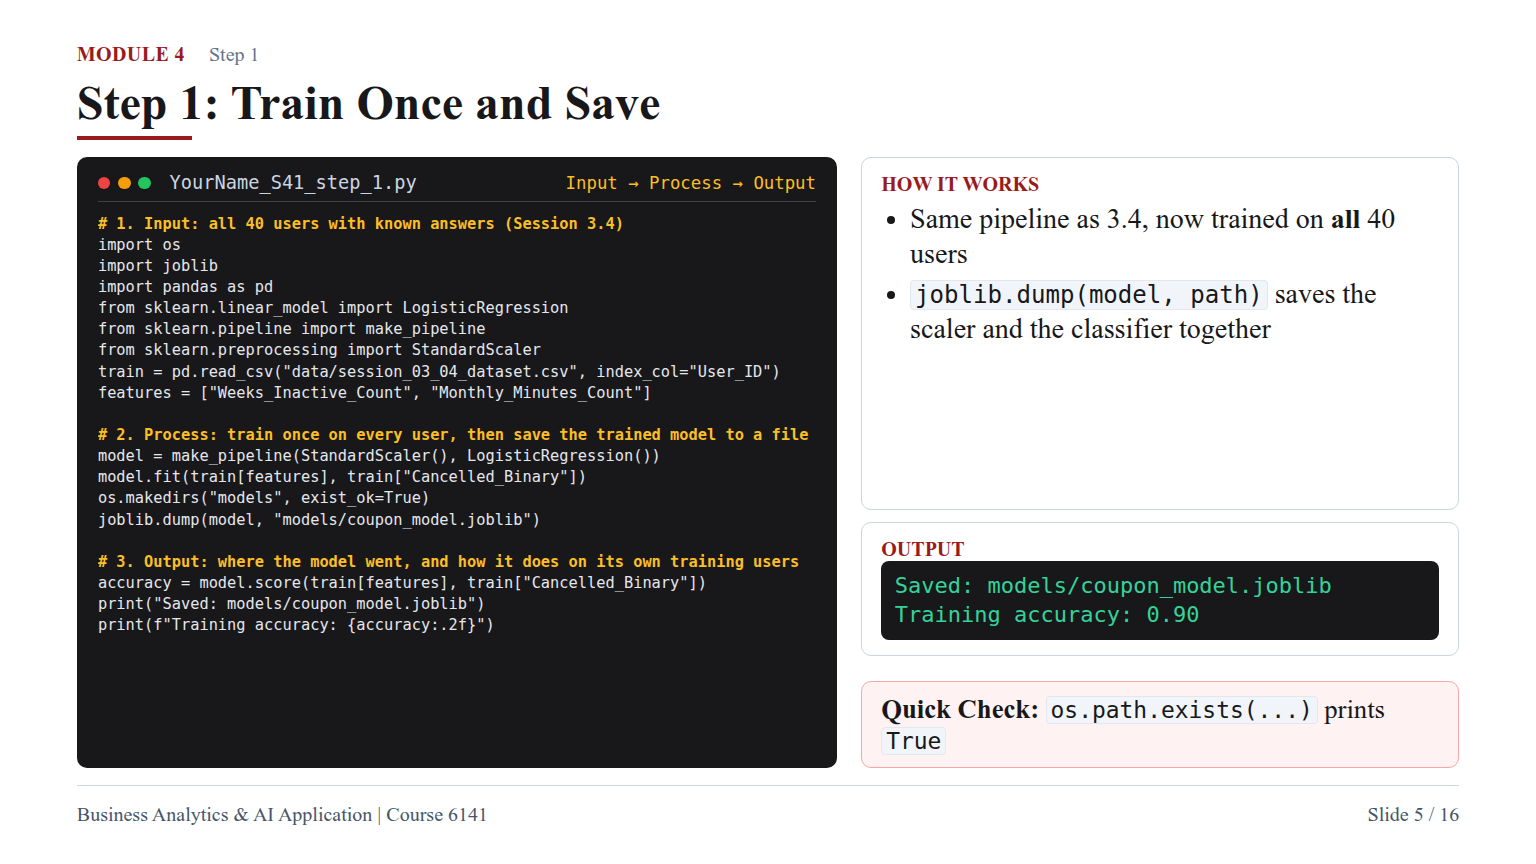 MODULE 4 Step 1
Step 1: Train Once and Save
YourName_S41_step_1.py Input → Process → Output
# 1. Input: all 40 users with known answers (Session 3.4)
import os
import joblib
import pandas as pd
from sklearn.linear_model import LogisticRegression
from sklearn.pipeline import make_pipeline
from sklearn.preprocessing import StandardScaler
train = pd.read_csv("data/session_03_04_dataset.csv", index_col="User_ID")
features = ["Weeks_Inactive_Count", "Monthly_Minutes_Count"]
# 2. Process: train once on every user, then save the trained model to a file
model = make_pipeline(StandardScaler(), LogisticRegression())
model.fit(train[features], train["Cancelled_Binary"])
os.makedirs("models", exist_ok=True)
joblib.dump(model, "models/coupon_model.joblib")
# 3. Output: where the model went, and how it does on its own training users
accuracy = model.score(train[features], train["Cancelled_Binary"])
print("Saved: models/coupon_model.joblib")
print(f"Training accuracy: {accuracy:.2f}")
HOW IT WORKS
• Same pipeline as 3.4, now trained on all 40
users
• joblib.dump(model, path) saves the
scaler and the classifier together
OUTPUT
Saved: models/coupon_model.joblib
Training accuracy: 0.90
Quick Check: os.path.exists(...) prints
True
Business Analytics & AI Application | Course 6141
Slide 5 / 16